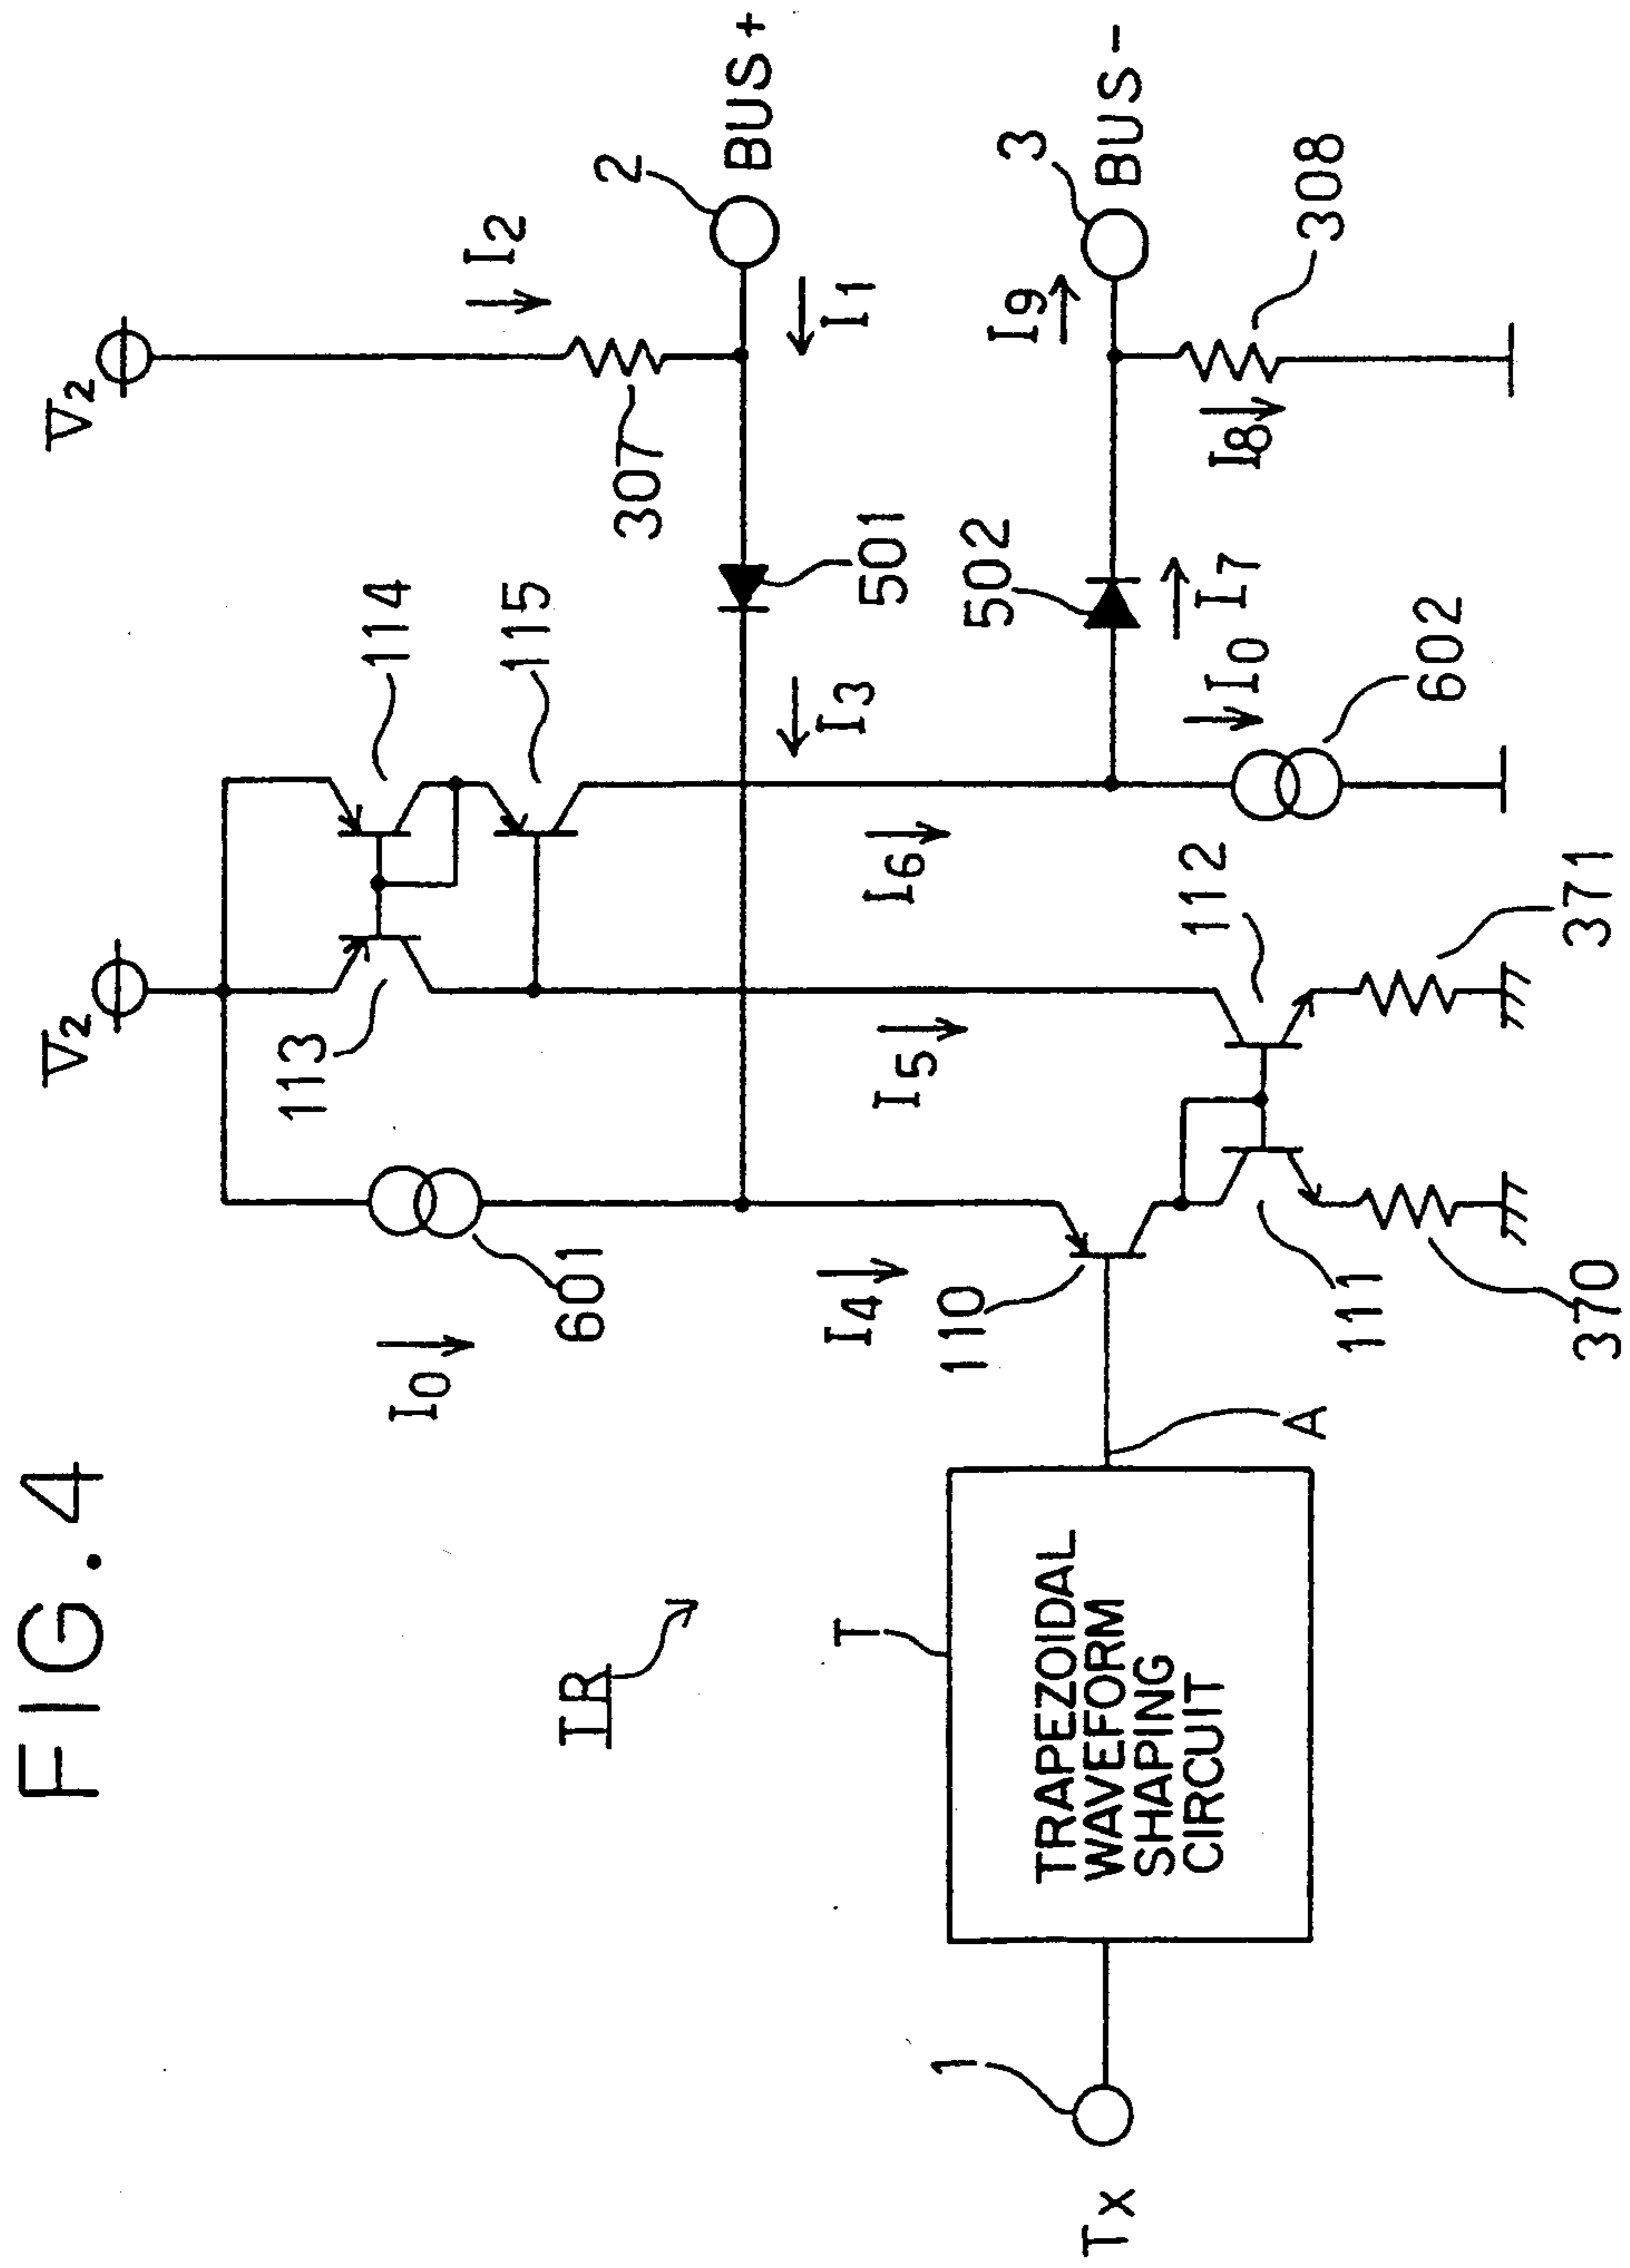 FIG. 4
V2
V2
I2
2
BUS+
307
I1
113
114
115
501
I3
I0
601
I5
I6
502
I7
I9
3
BUS-
I8
308
I0
602
I4
110
112
371
111
370
A
IR
T
TRAPEZOIDAL
WAVEFORM
SHAPING
CIRCUIT
1
Tx